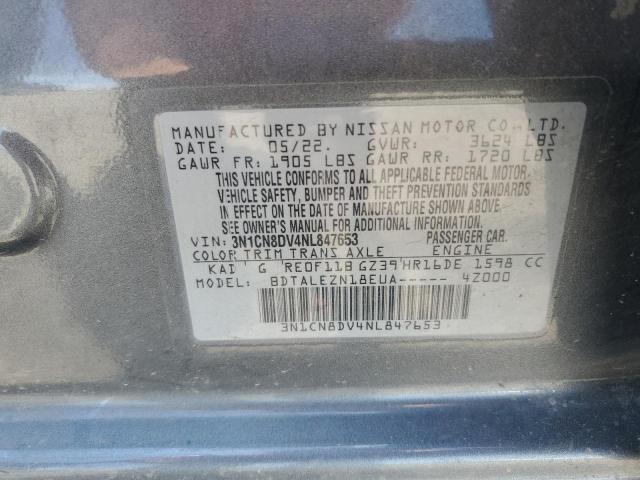 MANUFACTURED BY NISSAN MOTOR CO., LTD.
DATE: 05/22. GVWR: 3624 LBS
GAWR FR: 1905 LBS GAWR RR: 1720 LBS
THIS VEHICLE CONFORMS TO ALL APPLICABLE FEDERAL MOTOR
VEHICLE SAFETY, BUMPER AND THEFT PREVENTION STANDARDS
IN EFFECT ON THE DATE OF MANUFACTURE SHOWN ABOVE.
SEE OWNER'S MANUAL FOR ADDITIONAL INFORMATION.
VIN: 3N1CN8DV4NL847653 PASSENGER CAR.
COLOR TRIM TRANS AXLE ENGINE
KAD G RE0F11B GZ39 HR16DE 1598 CC
MODEL: BDTALEZN18EUA----- 4Z000
3N1CN8DV4NL847653